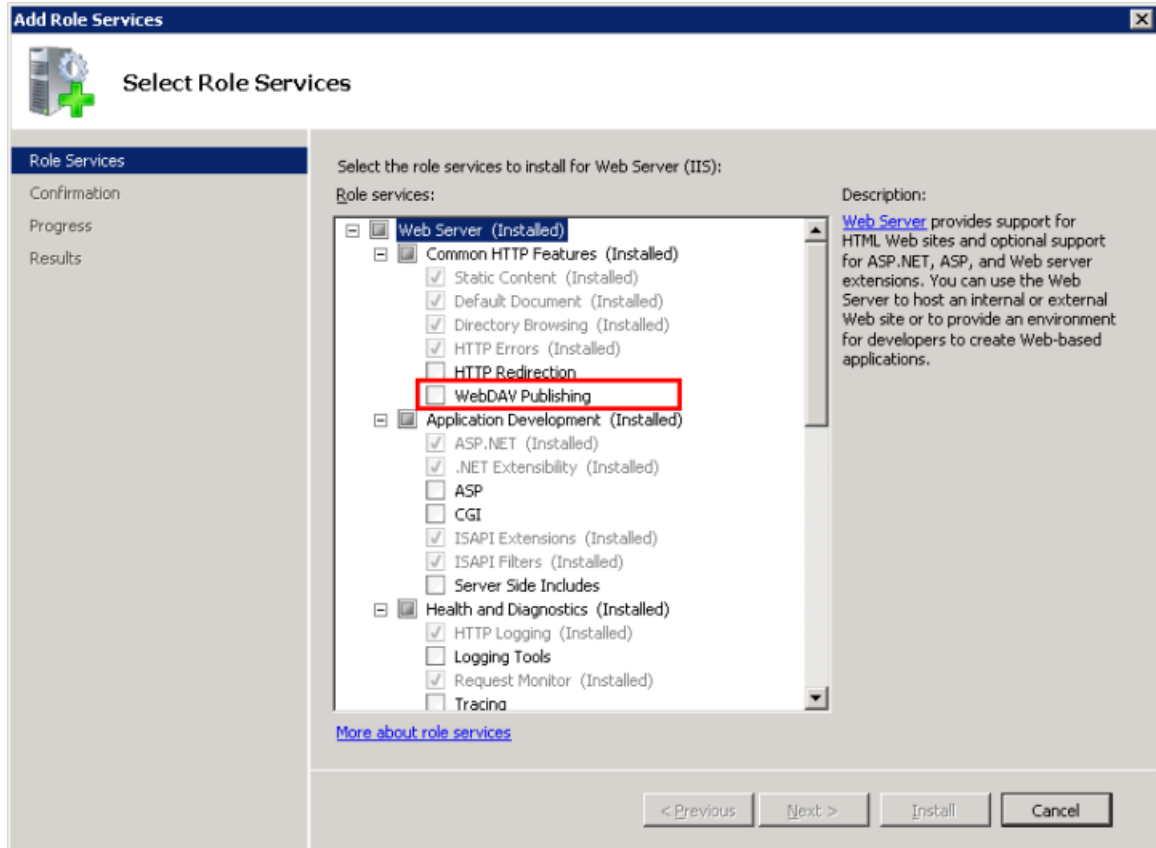 Add Role Services
Select Role Services
Role Services
Confirmation
Progress
Results
Select the role services to install for Web Server (IIS):
Role services:
Web Server (Installed)
Common HTTP Features (Installed)
Static Content (Installed)
Default Document (Installed)
Directory Browsing (Installed)
HTTP Errors (Installed)
HTTP Redirection
WebDAV Publishing
Application Development (Installed)
ASP.NET (Installed)
.NET Extensibility (Installed)
ASP
CGI
ISAPI Extensions (Installed)
ISAPI Filters (Installed)
Server Side Includes
Health and Diagnostics (Installed)
HTTP Logging (Installed)
Logging Tools
Request Monitor (Installed)
Tracing
More about role services
Description:
Web Server provides support for
HTML Web sites and optional support
for ASP.NET, ASP, and Web server
extensions. You can use the Web
Server to host an internal or external
Web site or to provide an environment
for developers to create Web-based
applications.
< Previous
Next >
Install
Cancel